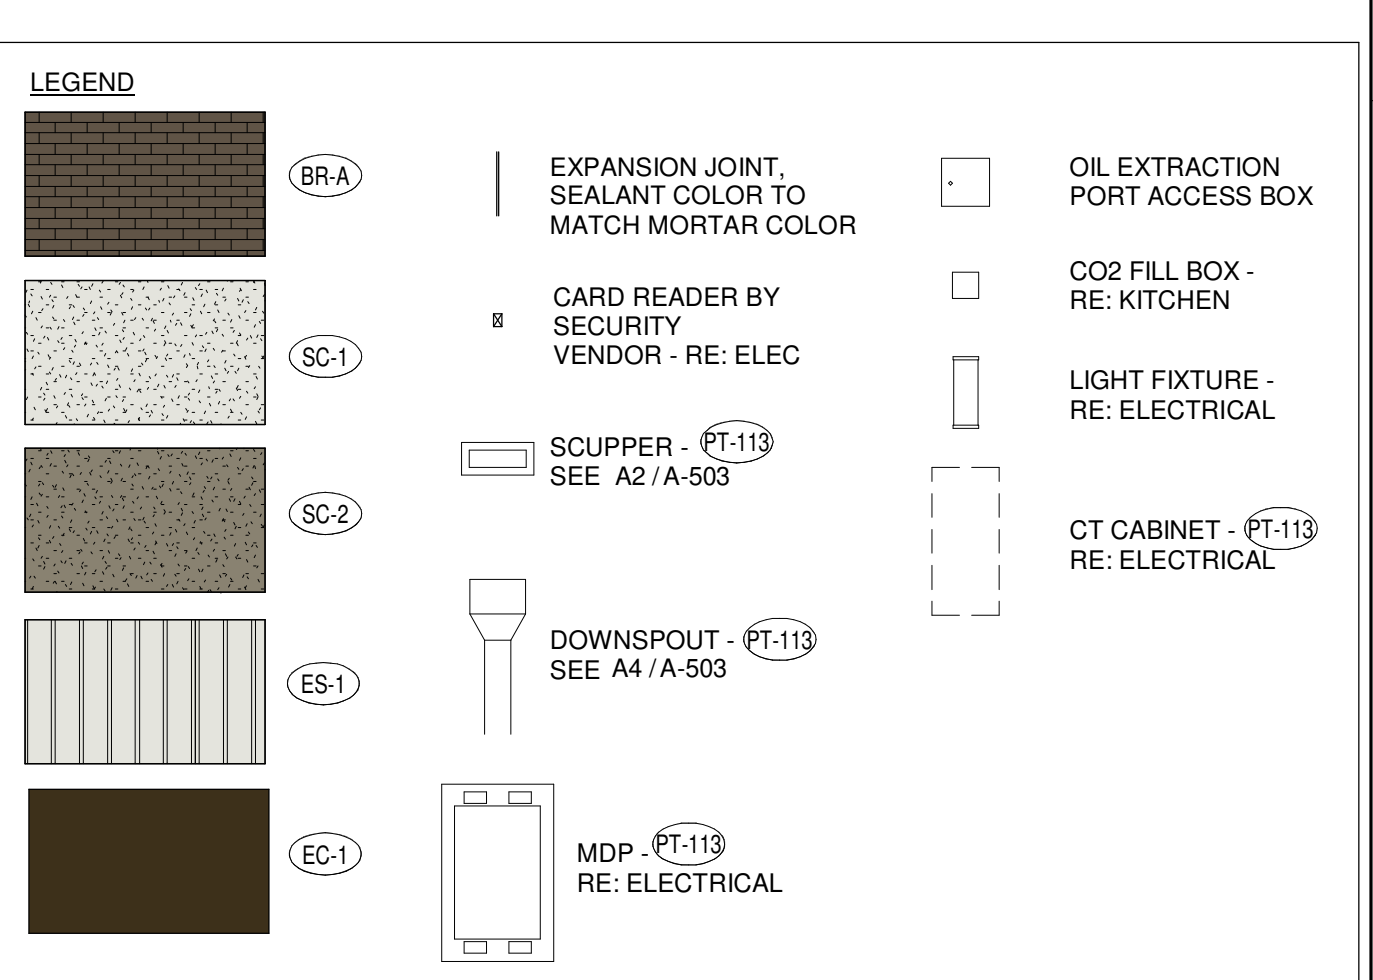 LEGEND
BR-A
SC-1
SC-2
ES-1
EC-1
EXPANSION JOINT,
SEALANT COLOR TO
MATCH MORTAR COLOR
CARD READER BY
SECURITY
VENDOR - RE: ELEC
SCUPPER - PT-113
SEE A2 / A-503
DOWNSPOUT - PT-113
SEE A4 / A-503
MDP - PT-113
RE: ELECTRICAL
OIL EXTRACTION
PORT ACCESS BOX
CO2 FILL BOX -
RE: KITCHEN
LIGHT FIXTURE -
RE: ELECTRICAL
CT CABINET - PT-113
RE: ELECTRICAL